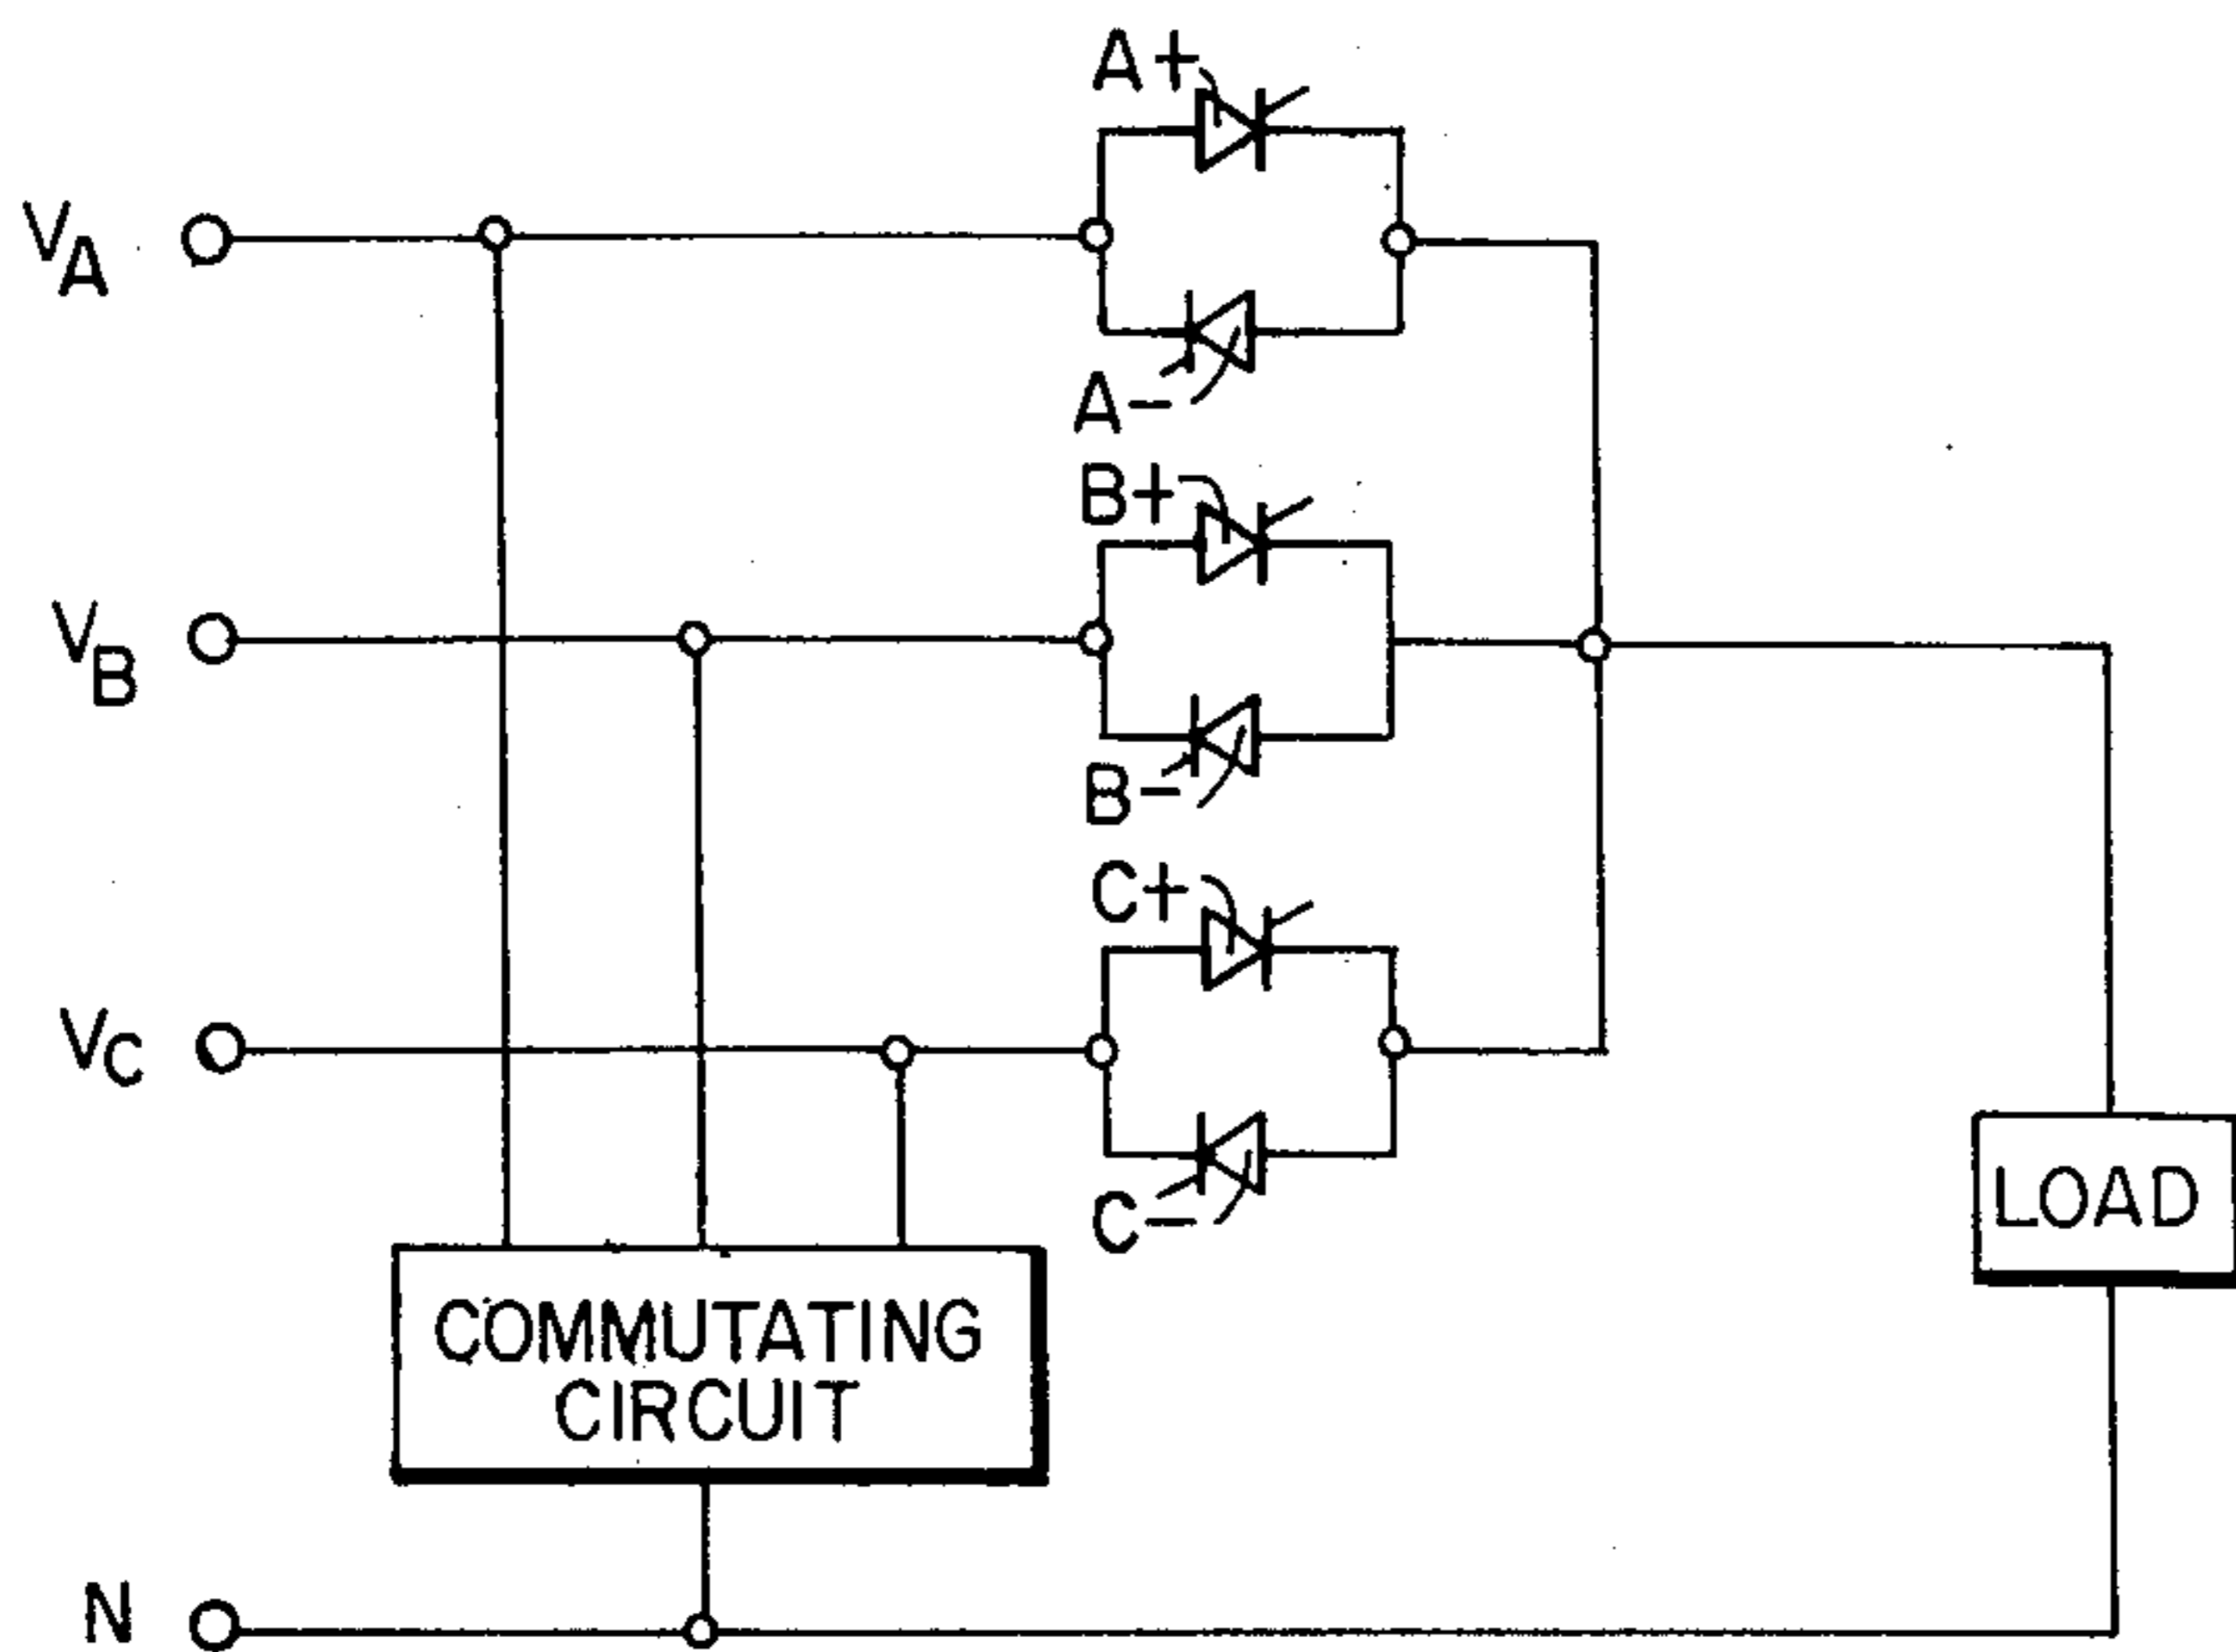 A+
VA
A-
B+
VB
B-
C+
VC
C-
LOAD
COMMUTATING
CIRCUIT
N